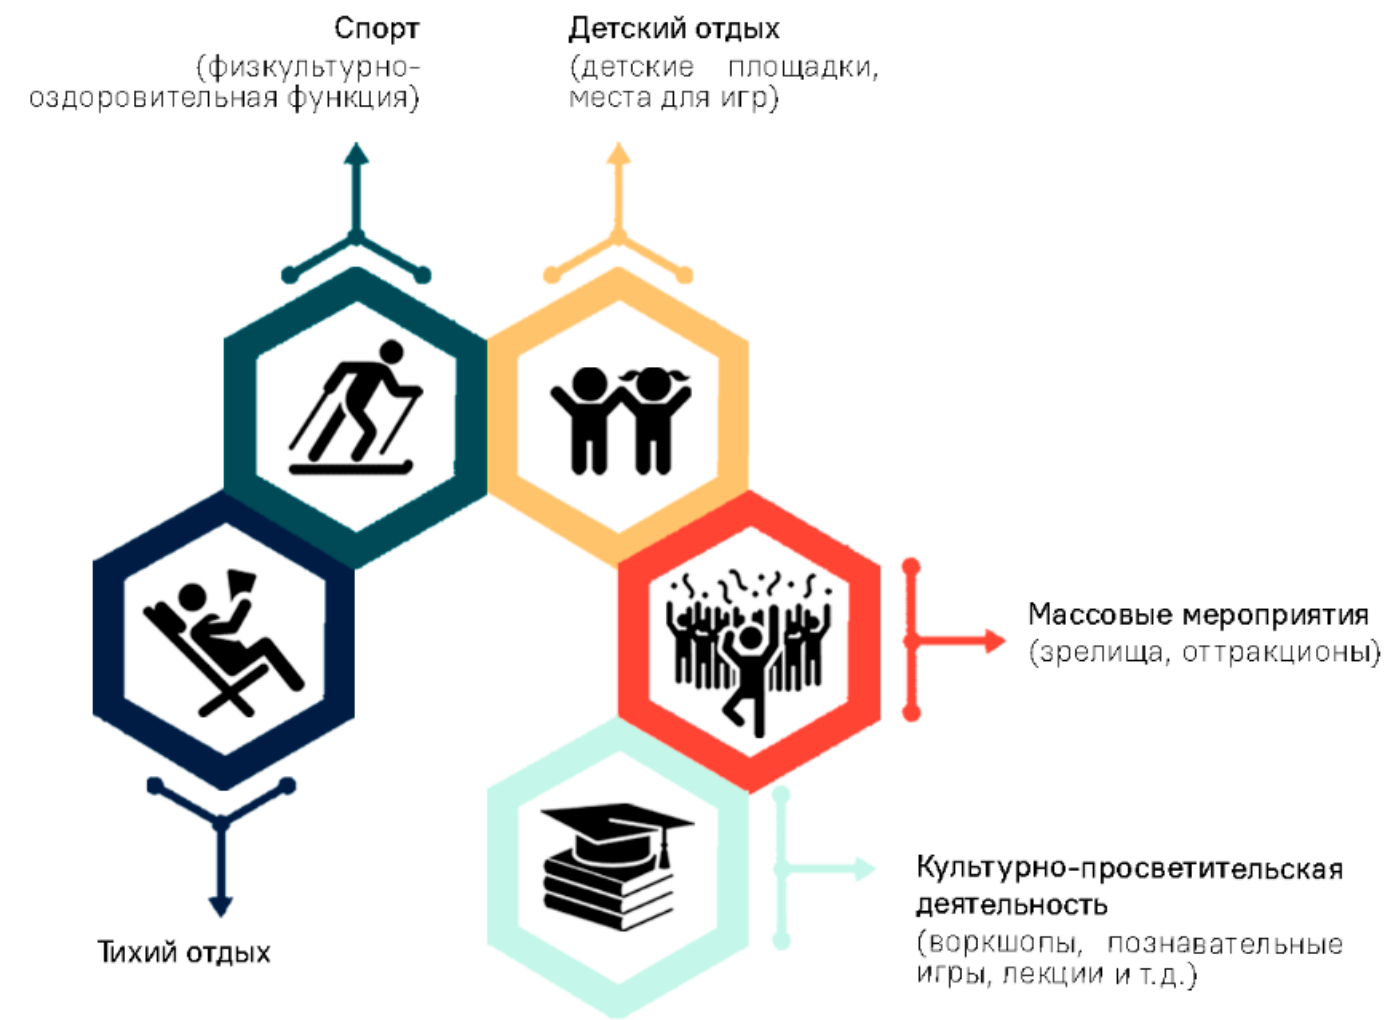 Спорт
(физкультурно-
оздоровительная функция)
Детский отдых
(детские площадки,
места для игр)
Массовые мероприятия
(зрелища, оттракционы)
Культурно-просветительская
деятельность
(воркшопы, познавательные
игры, лекции и т.д.)
Тихий отдых